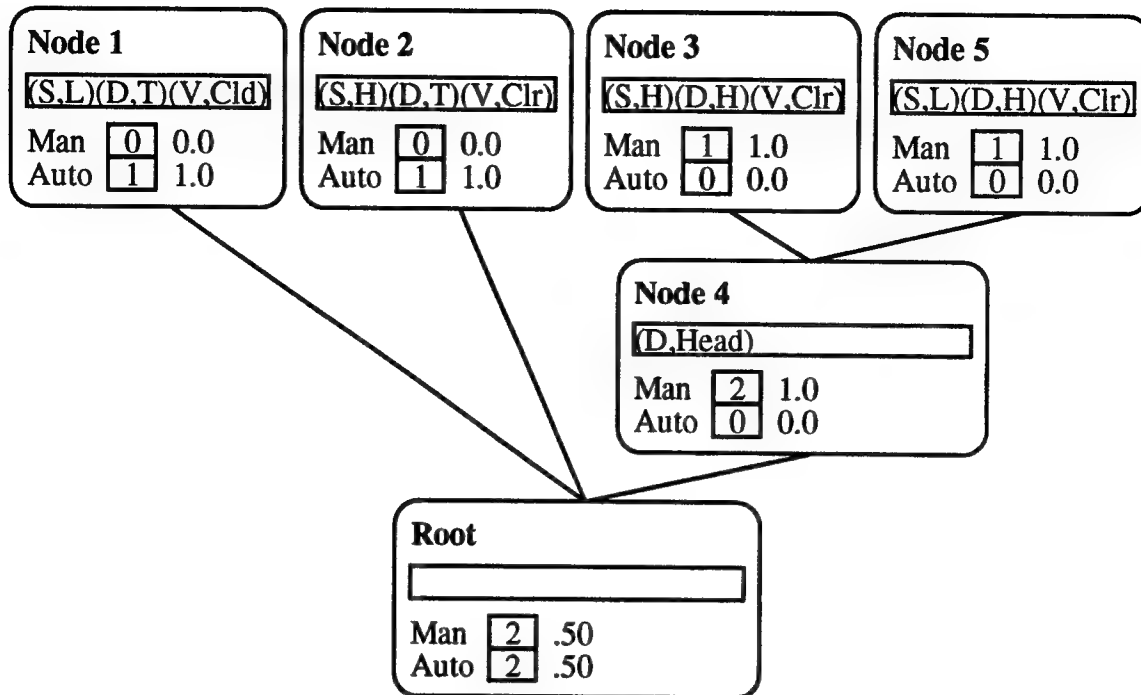 Node 1
(S,L)(D,T)(V,Cld)
Man 0 0.0
Auto 1 1.0
Node 2
(S,H)(D,T)(V,Clr)
Man 0 0.0
Auto 1 1.0
Node 3
(S,H)(D,H)(V,Clr)
Man 1 1.0
Auto 0 0.0
Node 5
(S,L)(D,H)(V,Clr)
Man 1 1.0
Auto 0 0.0
Node 4
(D,Head)
Man 2 1.0
Auto 0 0.0
Root
Man 2 .50
Auto 2 .50